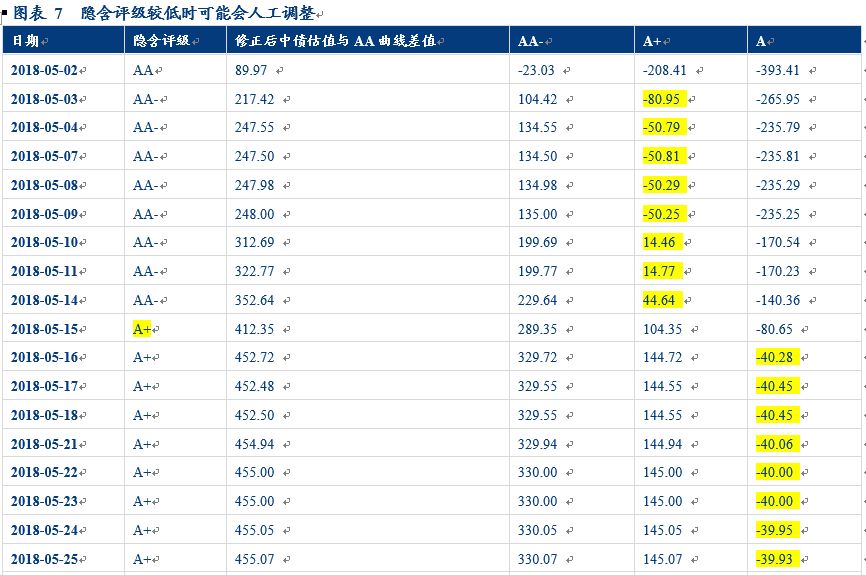 图表 7 隐含评级较低时可能会人工调整
日期 隐含评级 修正后中债估值与 AA 曲线差值 AA- A+ A
2018-05-02 AA 89.97 -23.03 -208.41 -393.41
2018-05-03 AA- 217.42 104.42 -80.95 -265.95
2018-05-04 AA- 247.55 134.55 -50.79 -235.79
2018-05-07 AA- 247.50 134.50 -50.81 -235.81
2018-05-08 AA- 247.98 134.98 -50.29 -235.29
2018-05-09 AA- 248.00 135.00 -50.25 -235.25
2018-05-10 AA- 312.69 199.69 14.46 -170.54
2018-05-11 AA- 322.77 199.77 14.77 -170.23
2018-05-14 AA- 352.64 229.64 44.64 -140.36
2018-05-15 A+ 412.35 289.35 104.35 -80.65
2018-05-16 A+ 452.72 329.72 144.72 -40.28
2018-05-17 A+ 452.48 329.55 144.55 -40.45
2018-05-18 A+ 452.50 329.55 144.55 -40.45
2018-05-21 A+ 454.94 329.94 144.94 -40.06
2018-05-22 A+ 455.00 330.00 145.00 -40.00
2018-05-23 A+ 455.00 330.00 145.00 -40.00
2018-05-24 A+ 455.05 330.05 145.05 -39.95
2018-05-25 A+ 455.07 330.07 145.07 -39.93